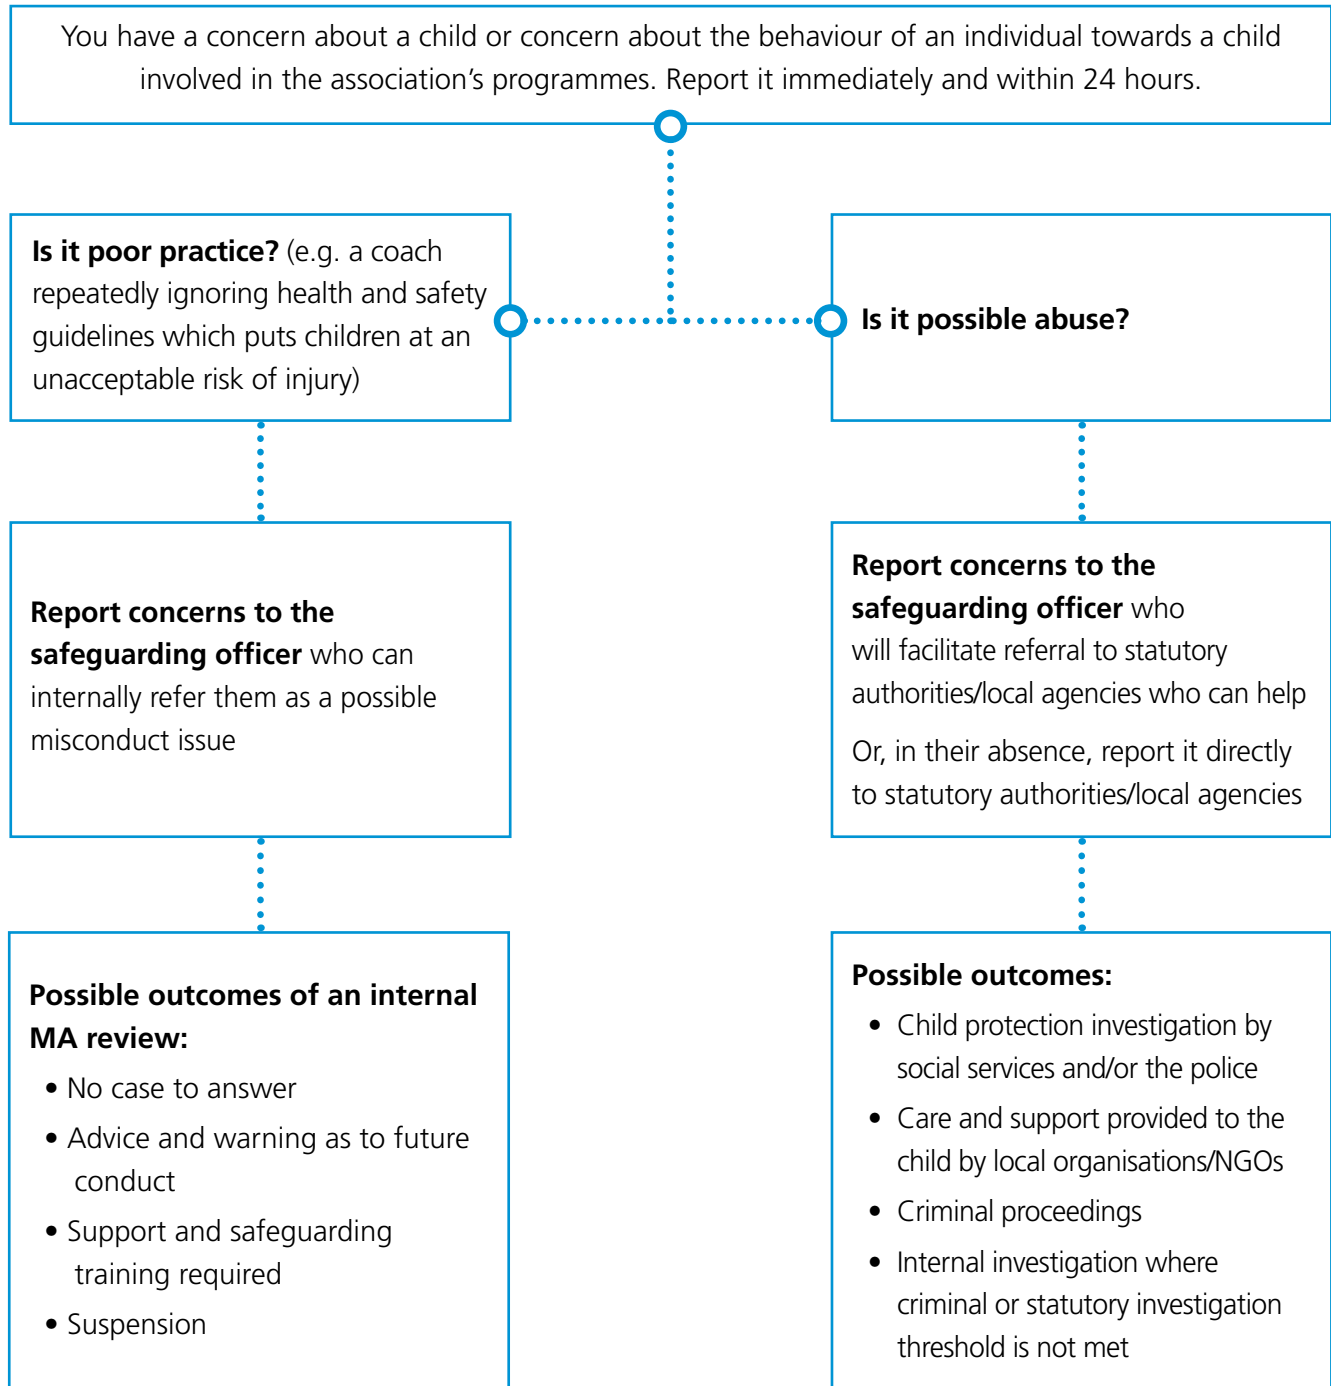 You have a concern about a child or concern about the behaviour of an individual towards a child
involved in the association’s programmes. Report it immediately and within 24 hours.
Is it poor practice? (e.g. a coach
repeatedly ignoring health and safety
guidelines which puts children at an
unacceptable risk of injury)
Is it possible abuse?
Report concerns to the
safeguarding officer who can
internally refer them as a possible
misconduct issue
Report concerns to the
safeguarding officer who
will facilitate referral to statutory
authorities/local agencies who can help
Or, in their absence, report it directly
to statutory authorities/local agencies
Possible outcomes of an internal
MA review:
• No case to answer
• Advice and warning as to future
conduct
• Support and safeguarding
training required
• Suspension
Possible outcomes:
• Child protection investigation by
social services and/or the police
• Care and support provided to the
child by local organisations/NGOs
• Criminal proceedings
• Internal investigation where
criminal or statutory investigation
threshold is not met